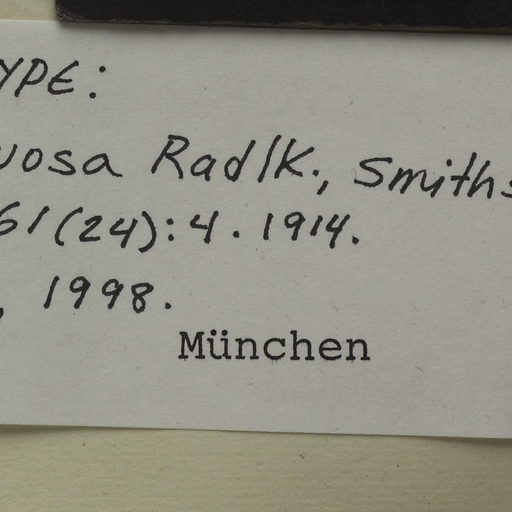 YPE:
uosa Radlk., Smiths
61(24):4. 1914.
, 1998.
München